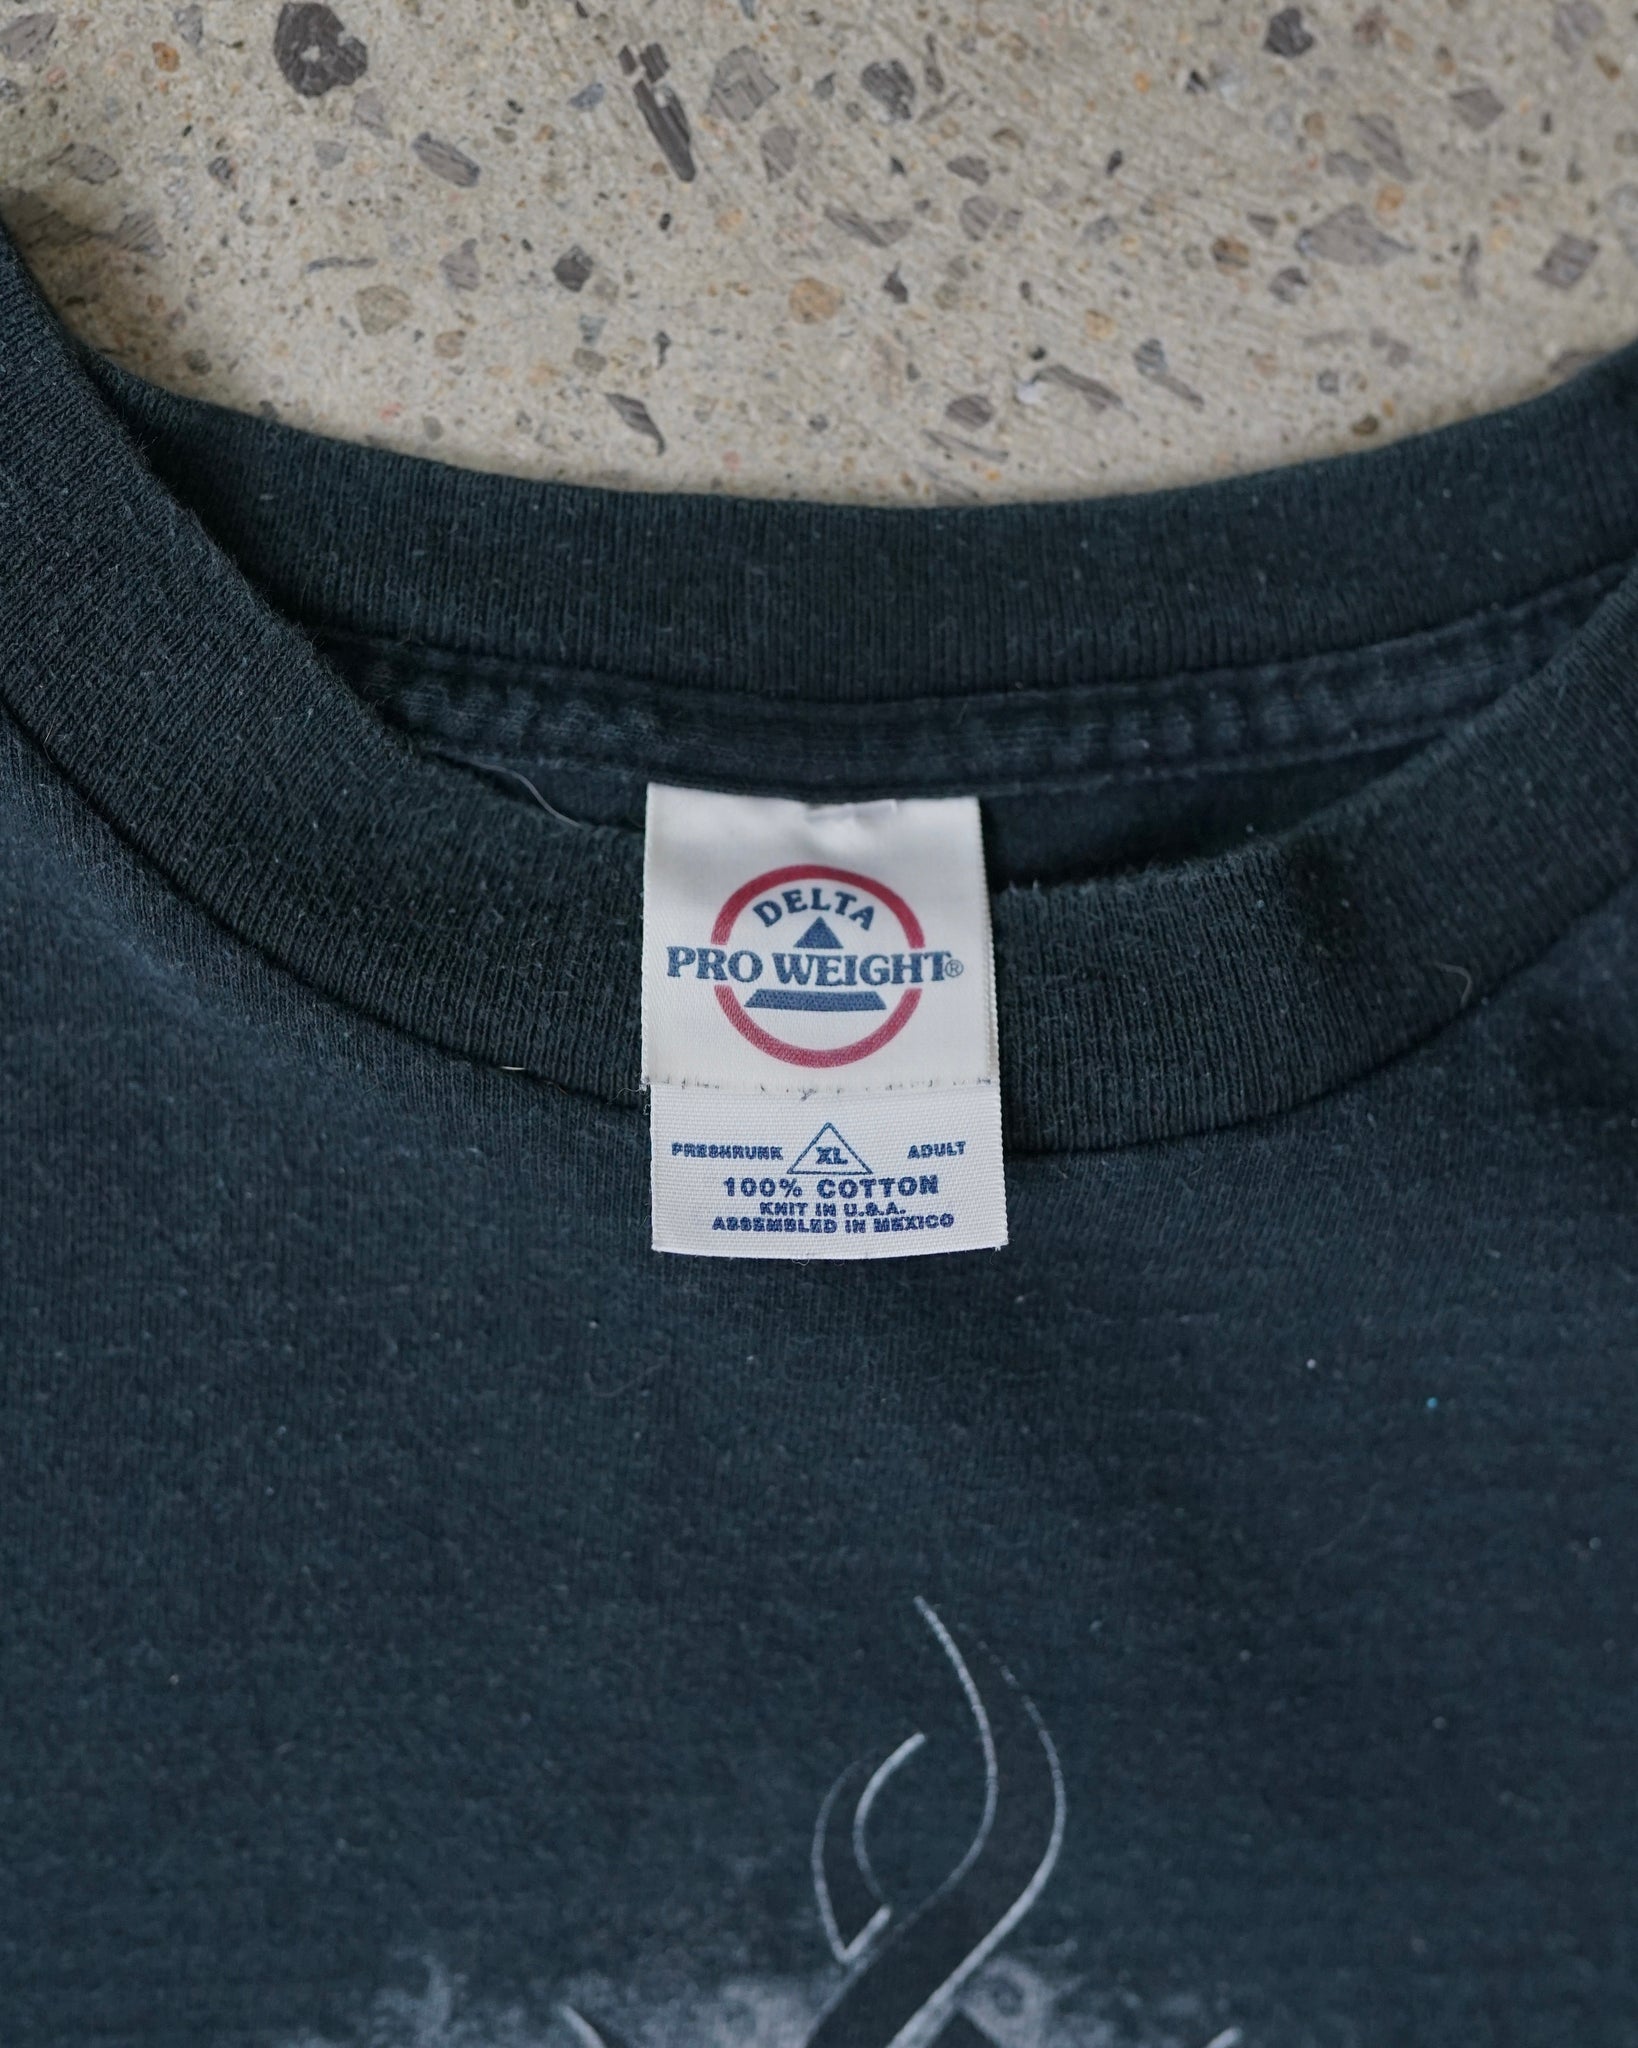 DELTA
PRO WEIGHT®
PRESHRUNK XL ADULT
100% COTTON
KNIT IN U.S.A.
ASSEMBLED IN MEXICO